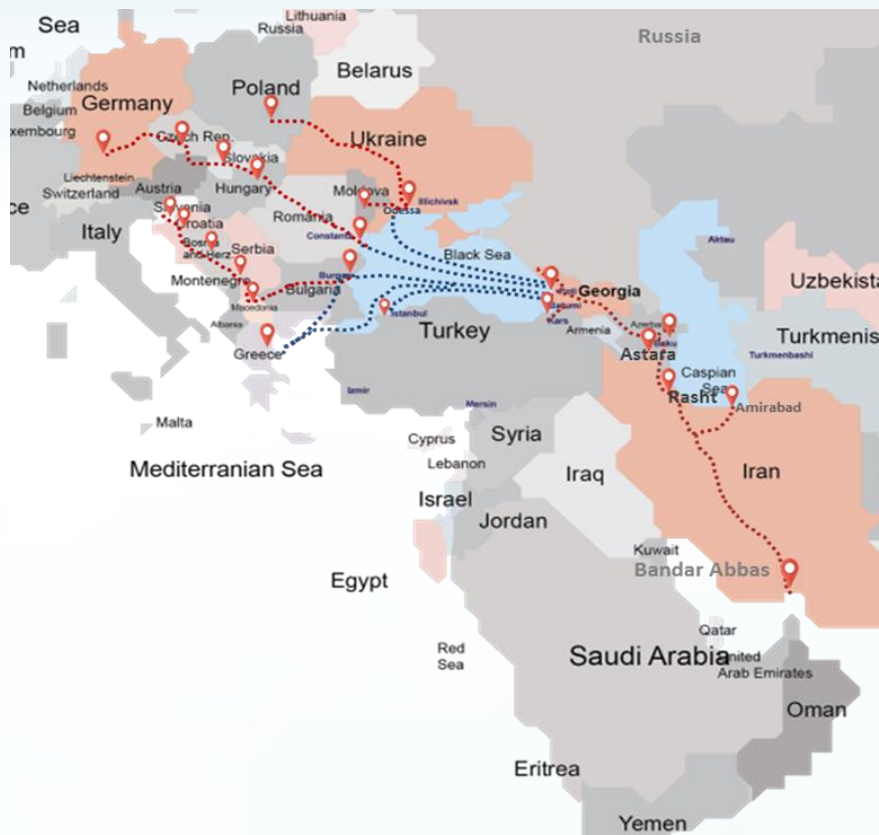 Sea
Lithuania
Russia
Russia
m
Belarus
Netherlands
Poland
Germany
Belgium
uxembourg
Ukraine
Czech Rep.
Slovakia
Liechtenstein
Austria
Hungary
Moldova
Illichivsk
Switzerland
Slovenia
Odessa
ce
Romania
Croatia
Italy
Constanta
Bosnia
and Herz
Serbia
Black Sea
Aktau
Montenegro
Burgas
Bulgaria
Uzbekista
Georgia
Macedonia
Batumi
Istanbul
Kars
Albania
Turkey
Armenia
Azerbai
Turkmenis
Baku
Greece
Astara
Turkmenbashi
Caspian
Sea
Rasht
Amirabad
Izmir
Mersin
Malta
Syria
Cyprus
Mediterranian Sea
Lebanon
Iraq
Iran
Israel
Jordan
Kuwait
Bandar Abbas
Egypt
Qatar
Red
Sea
Saudi Arabia
United
Arab Emirates
Oman
Eritrea
Yemen